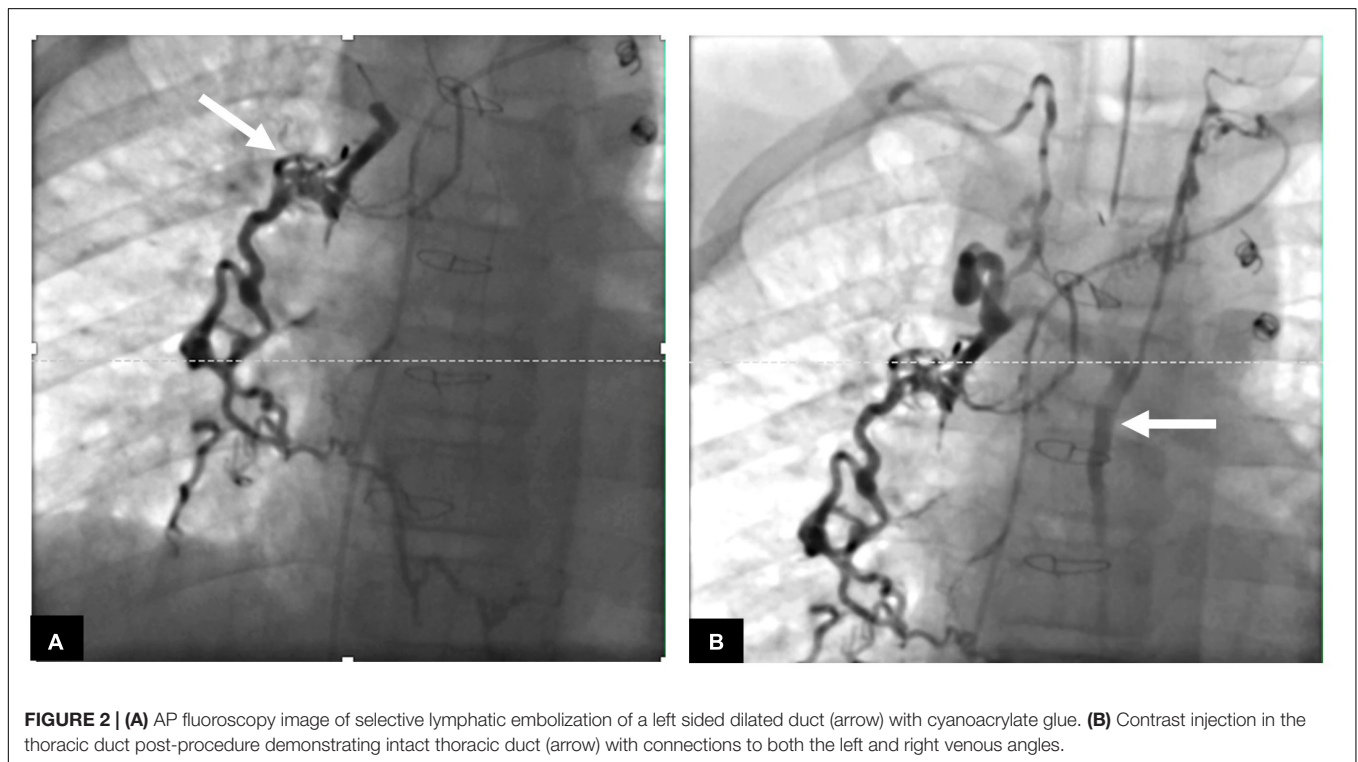 A
B
FIGURE 2 | (A) AP fluoroscopy image of selective lymphatic embolization of a left sided dilated duct (arrow) with cyanoacrylate glue. (B) Contrast injection in the
thoracic duct post-procedure demonstrating intact thoracic duct (arrow) with connections to both the left and right venous angles.